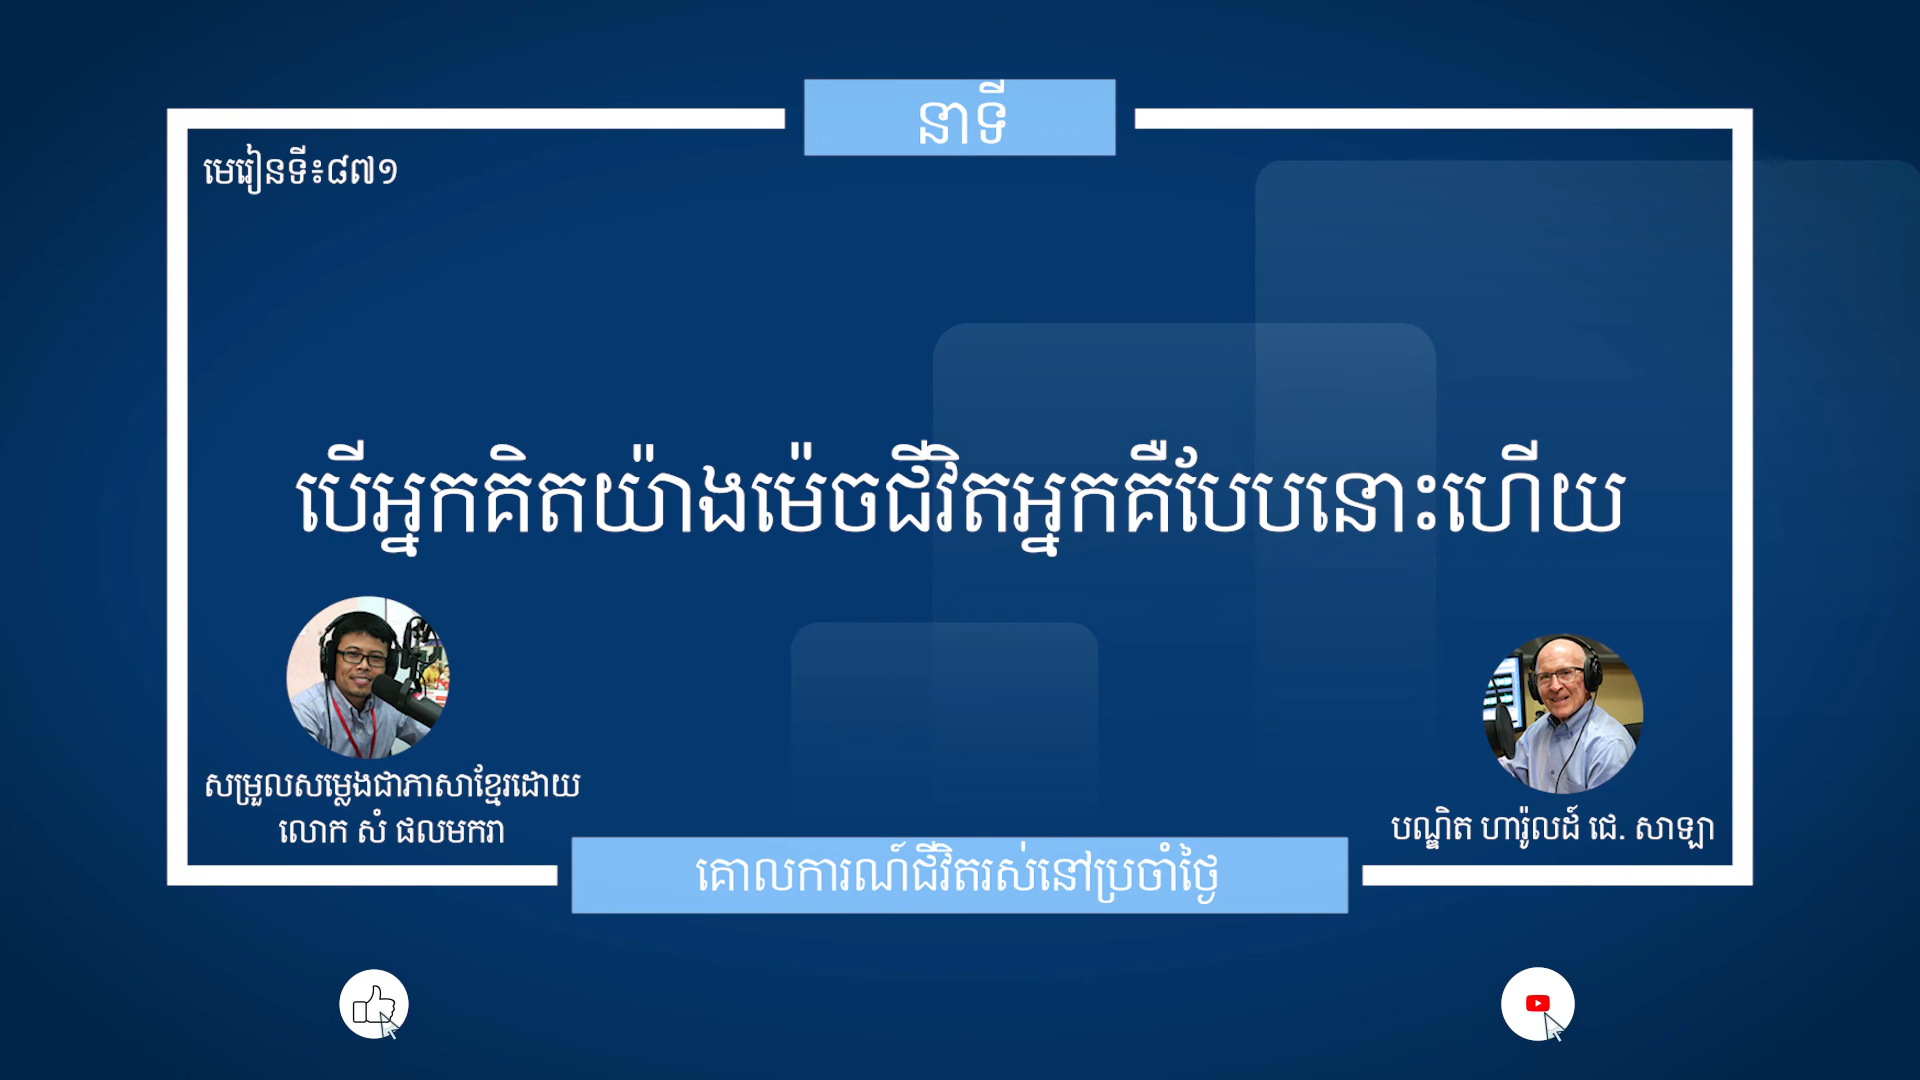 នាទី
មេរៀនទី៖៨៧១
បើអ្នកគិតយ៉ាងម៉េចជីវិតអ្នកគឺបែបនោះហើយ
សម្រួលសម្លេងជាភាសាខ្មែរដោយ
លោក សំ ផលមករា
បណ្ឌិត ហារ៉ូលដ៍ ជេ. សាឡា
គោលការណ៍ជីវិតរស់នៅប្រចាំថ្ងៃ